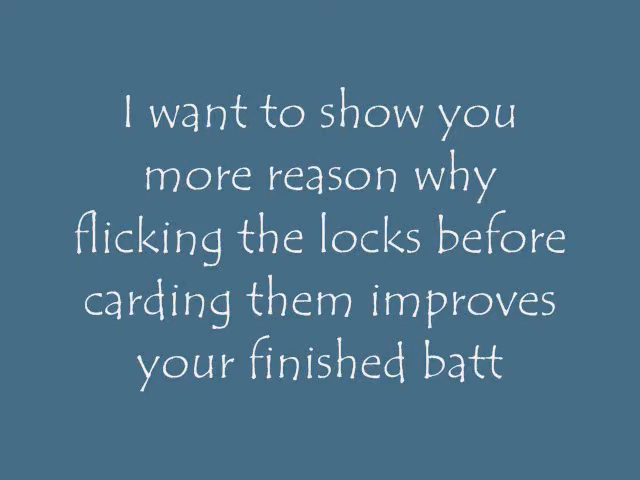 I want to show you
more reason why
flicking the locks before
carding them improves
your finished batt